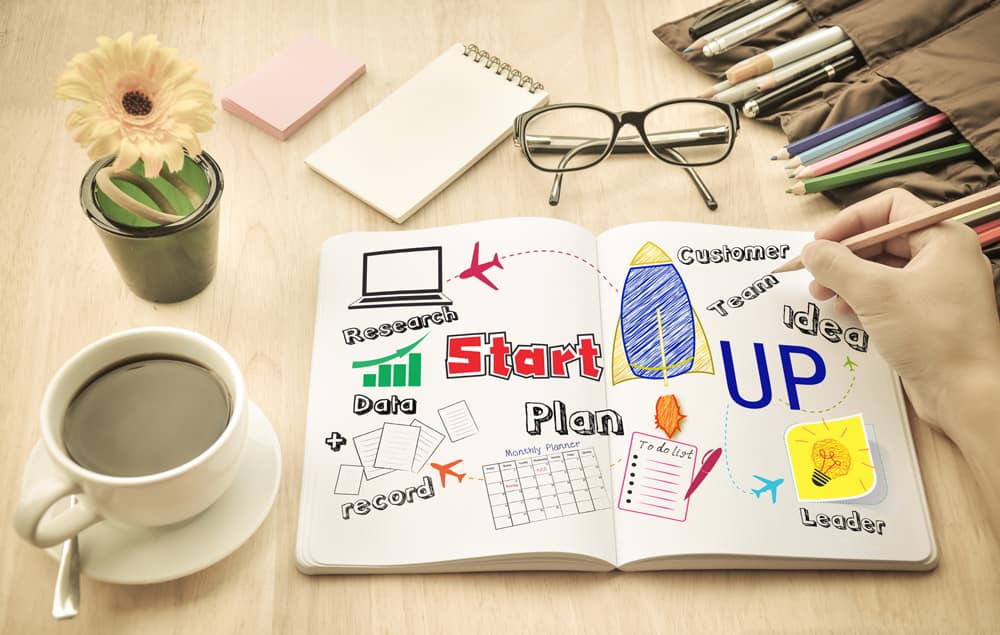 Research
Start
Data
+
record
Plan
Monthly Planner
Customer
Team
Idea
UP
To do list
Leader